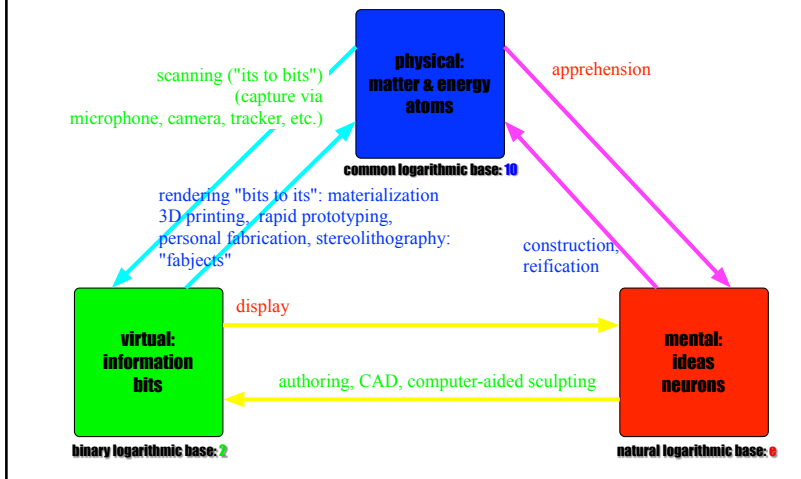 physical:
matter & energy
atoms
common logarithmic base: 10
scanning ("its to bits")
(capture via
microphone, camera, tracker, etc.)
apprehension
rendering "bits to its": materialization
3D printing, rapid prototyping,
personal fabrication, stereolithography:
"fabjects"
construction,
reification
virtual:
information
bits
binary logarithmic base: 2
display
authoring, CAD, computer-aided sculpting
mental:
ideas
neurons
natural logarithmic base: e